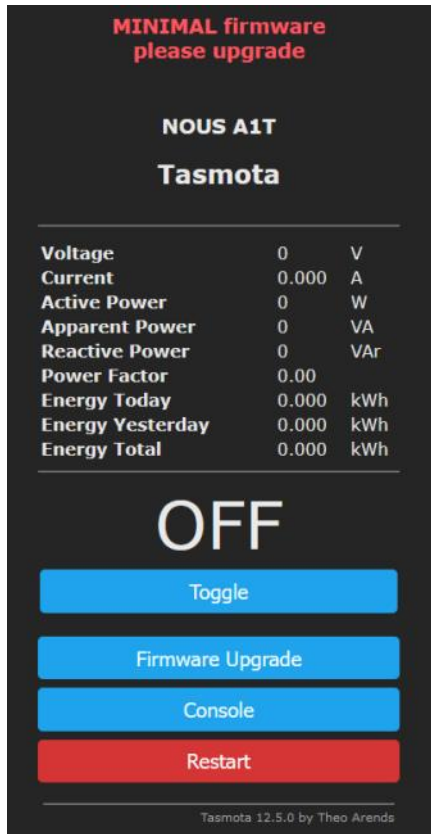 MINIMAL firmware
please upgrade
NOUS A1T
Tasmota
Voltage 0 V
Current 0.000 A
Active Power 0 W
Apparent Power 0 VA
Reactive Power 0 VAr
Power Factor 0.00
Energy Today 0.000 kWh
Energy Yesterday 0.000 kWh
Energy Total 0.000 kWh
OFF
Toggle
Firmware Upgrade
Console
Restart
Tasmota 12.5.0 by Theo Arends